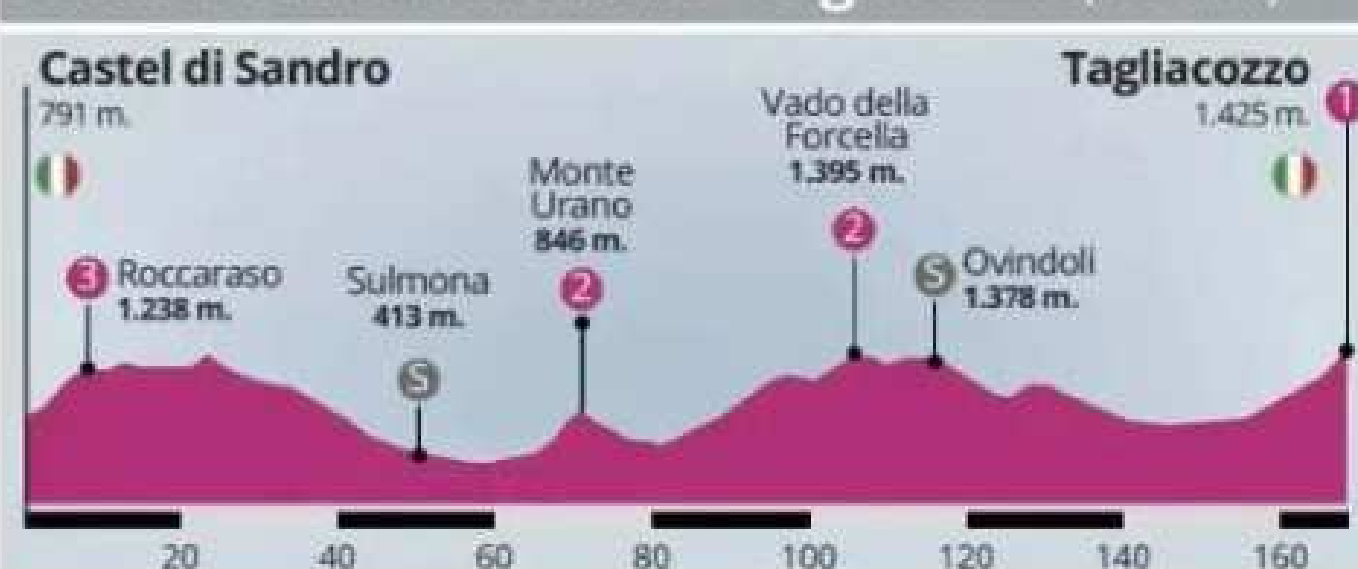 Castel di Sandro
791 m.
Tagliacozzo
1.425 m.
1
Vado della
Forcella
1.395 m.
2
Monte
Urano
846 m.
2
3
Roccaraso
1.238 m.
Sulmona
413 m.
S
S
Ovindoli
1.378 m.
20 40 60 80 100 120 140 160